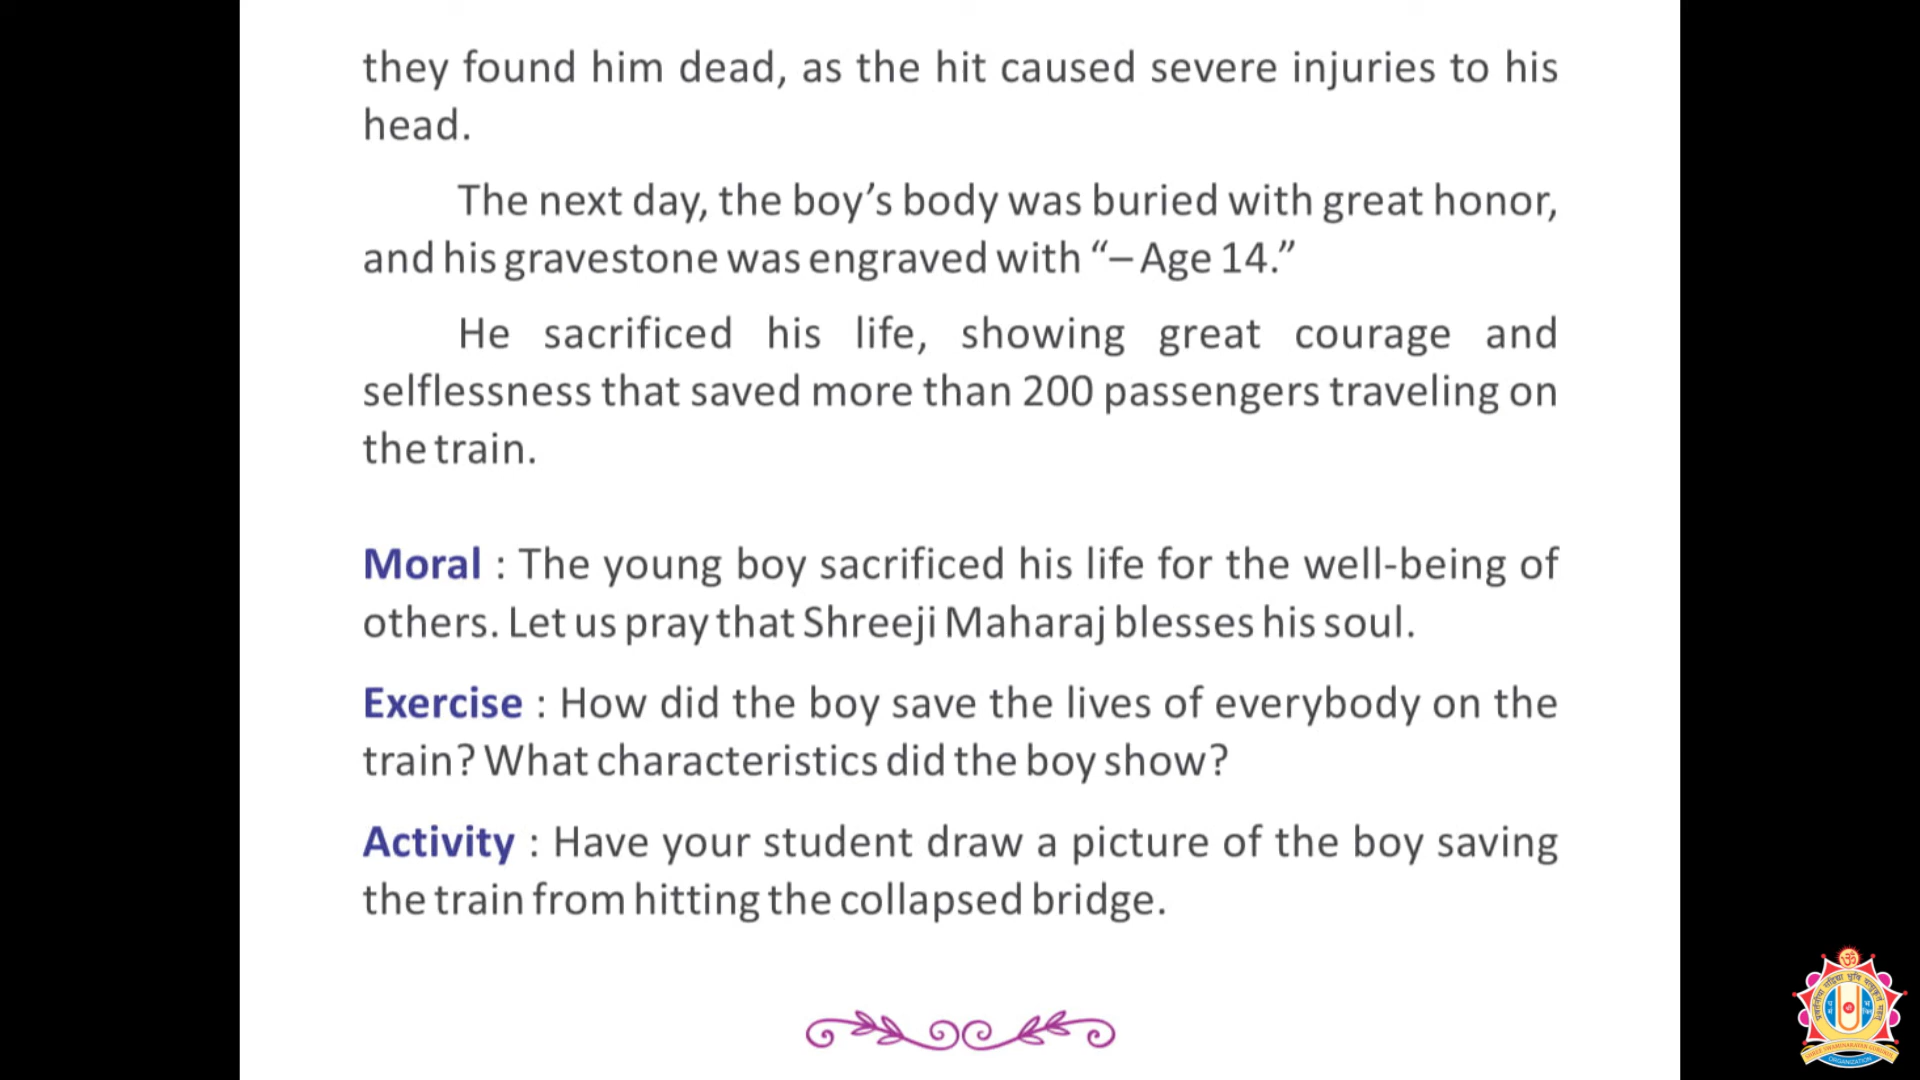 they found him dead, as the hit caused severe injuries to his
head.
The next day, the boy’s body was buried with great honor,
and his gravestone was engraved with “– Age 14.”
He sacrificed his life, showing great courage and
selflessness that saved more than 200 passengers traveling on
the train.
Moral : The young boy sacrificed his life for the well-being of
others. Let us pray that Shreeji Maharaj blesses his soul.
Exercise : How did the boy save the lives of everybody on the
train? What characteristics did the boy show?
Activity : Have your student draw a picture of the boy saving
the train from hitting the collapsed bridge.
ॐ
SHREE SWAMINARAYAN GURUKUL
ORGANIZATION